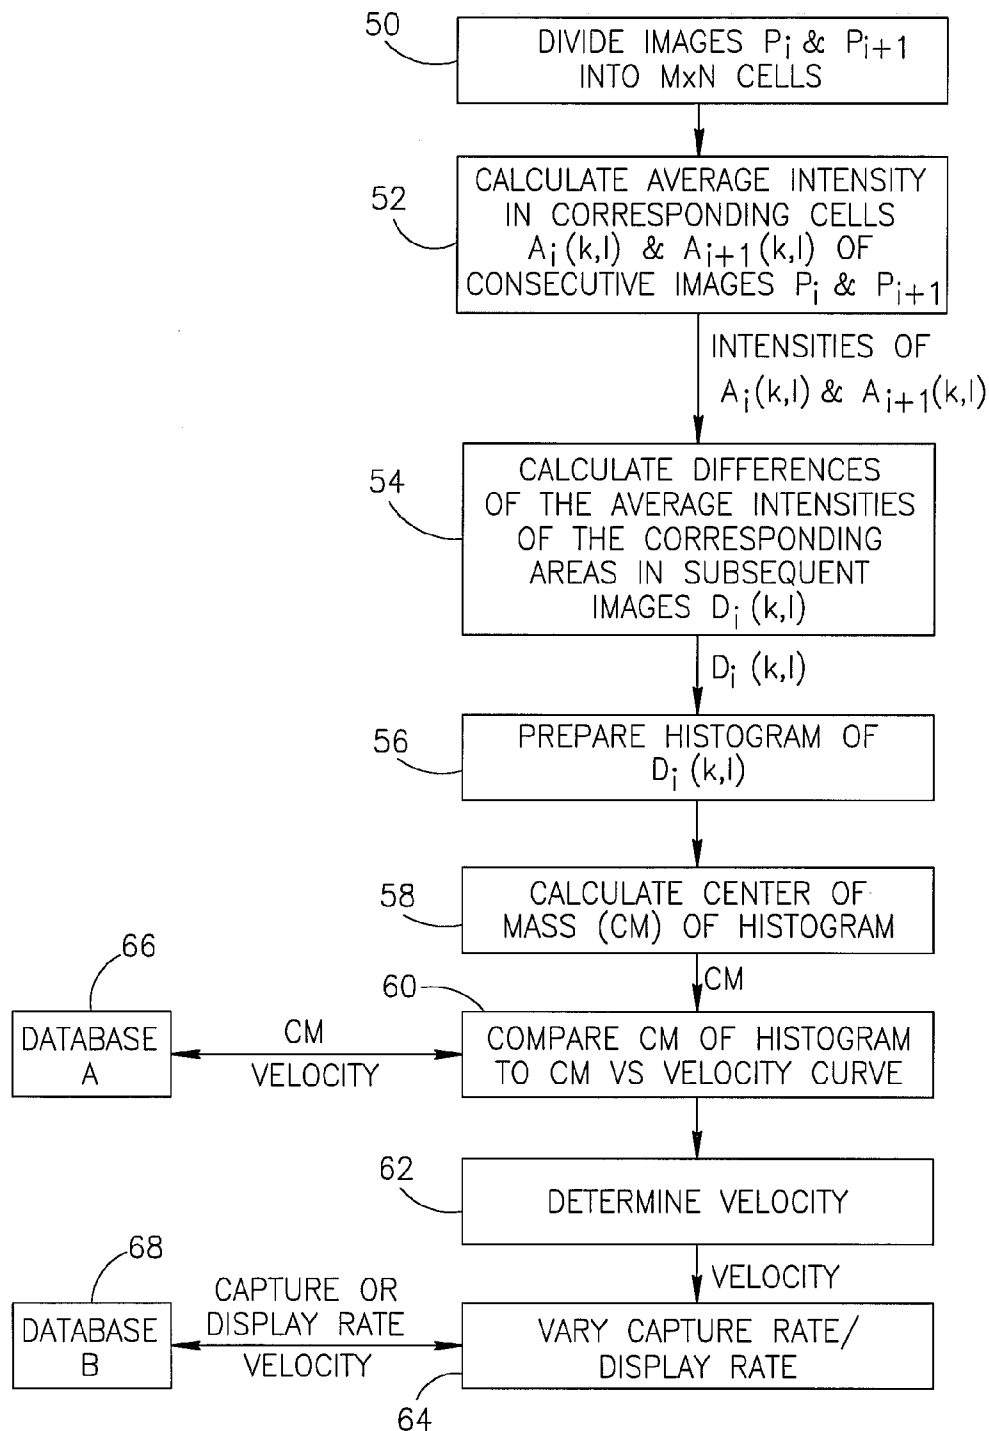 50
DIVIDE IMAGES Pi & Pi+1
INTO MxN CELLS
52
CALCULATE AVERAGE INTENSITY
IN CORRESPONDING CELLS
Ai(k,l) & Ai+1(k,l) OF
CONSECUTIVE IMAGES Pi & Pi+1
INTENSITIES OF
Ai(k,l) & Ai+1(k,l)
54
CALCULATE DIFFERENCES
OF THE AVERAGE INTENSITIES
OF THE CORRESPONDING
AREAS IN SUBSEQUENT
IMAGES Di (k,l)
Di (k,l)
56
PREPARE HISTOGRAM OF
Di (k,l)
58
CALCULATE CENTER OF
MASS (CM) OF HISTOGRAM
CM
66
60
DATABASE
A
CM
VELOCITY
COMPARE CM OF HISTOGRAM
TO CM VS VELOCITY CURVE
62
DETERMINE VELOCITY
VELOCITY
68
DATABASE
B
CAPTURE OR
DISPLAY RATE
VELOCITY
VARY CAPTURE RATE/
DISPLAY RATE
64